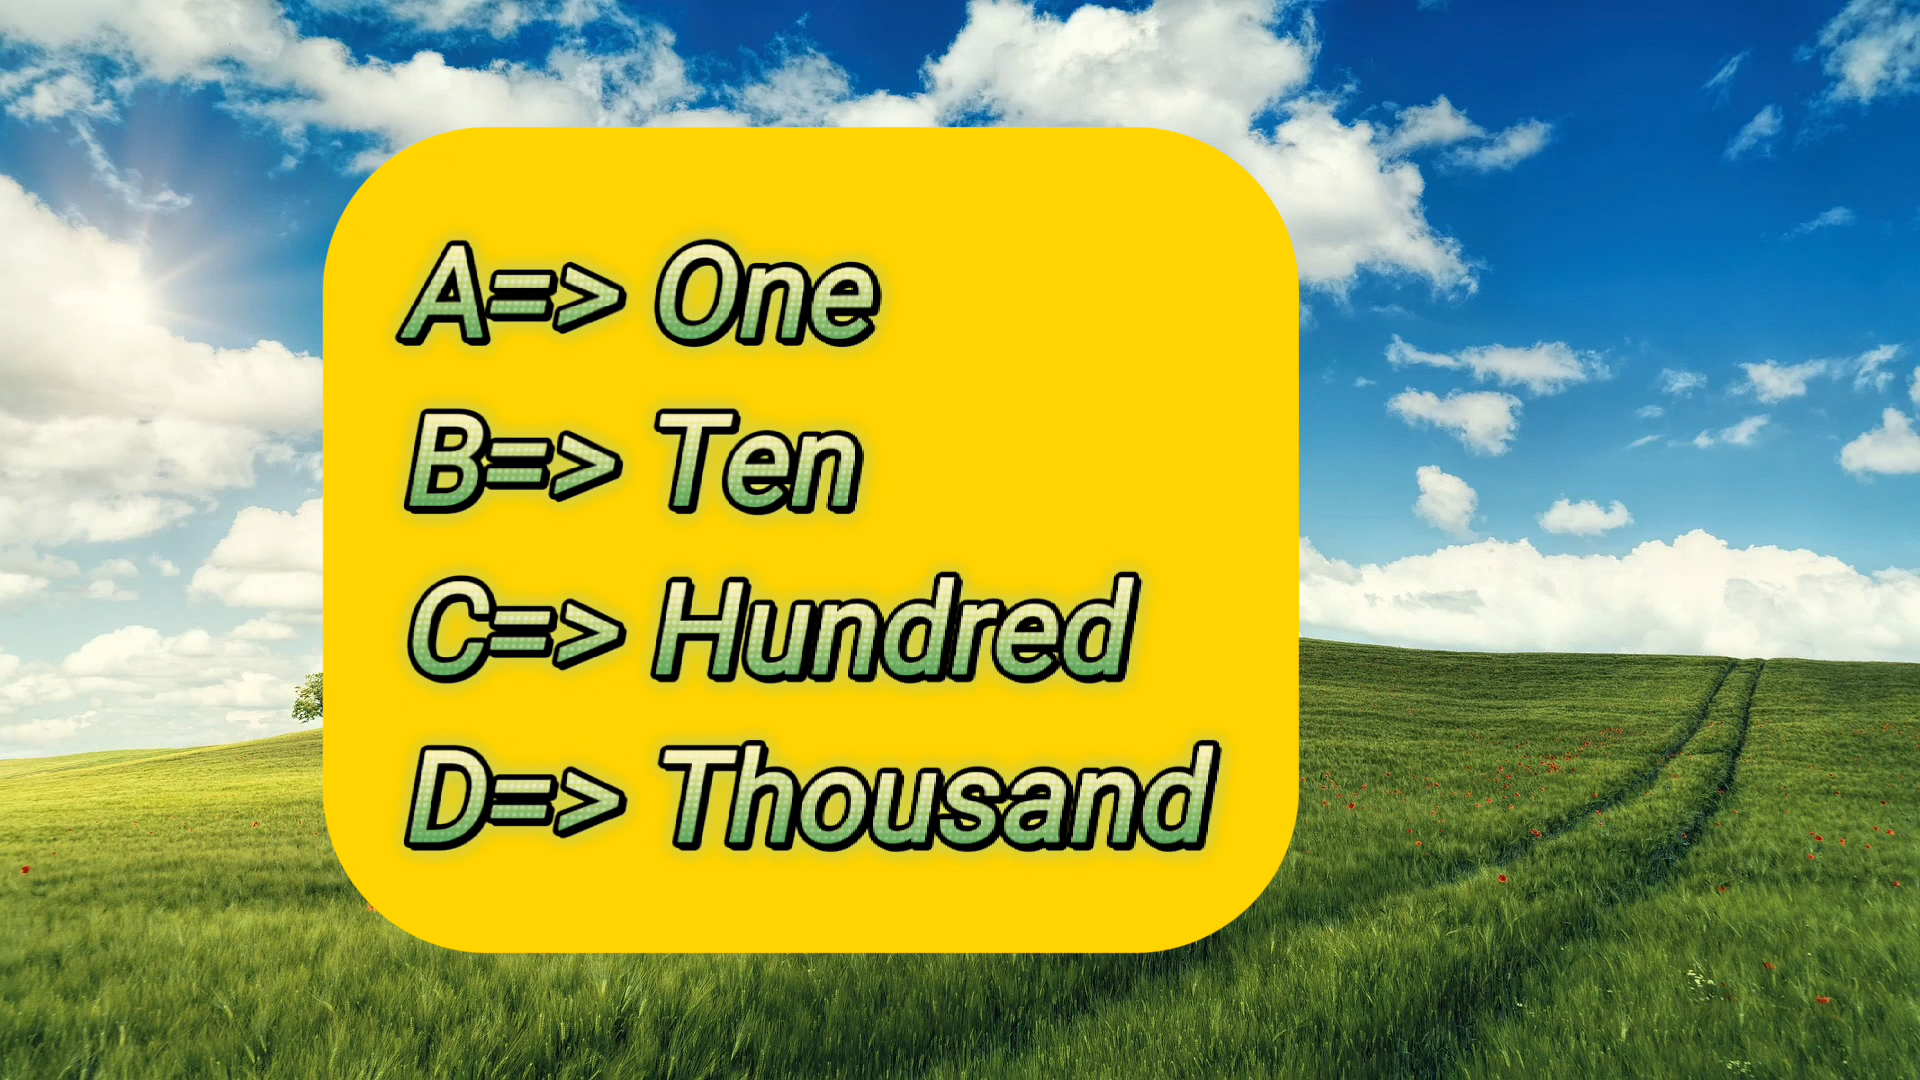 A=> One
B=> Ten
C=> Hundred
D=> Thousand